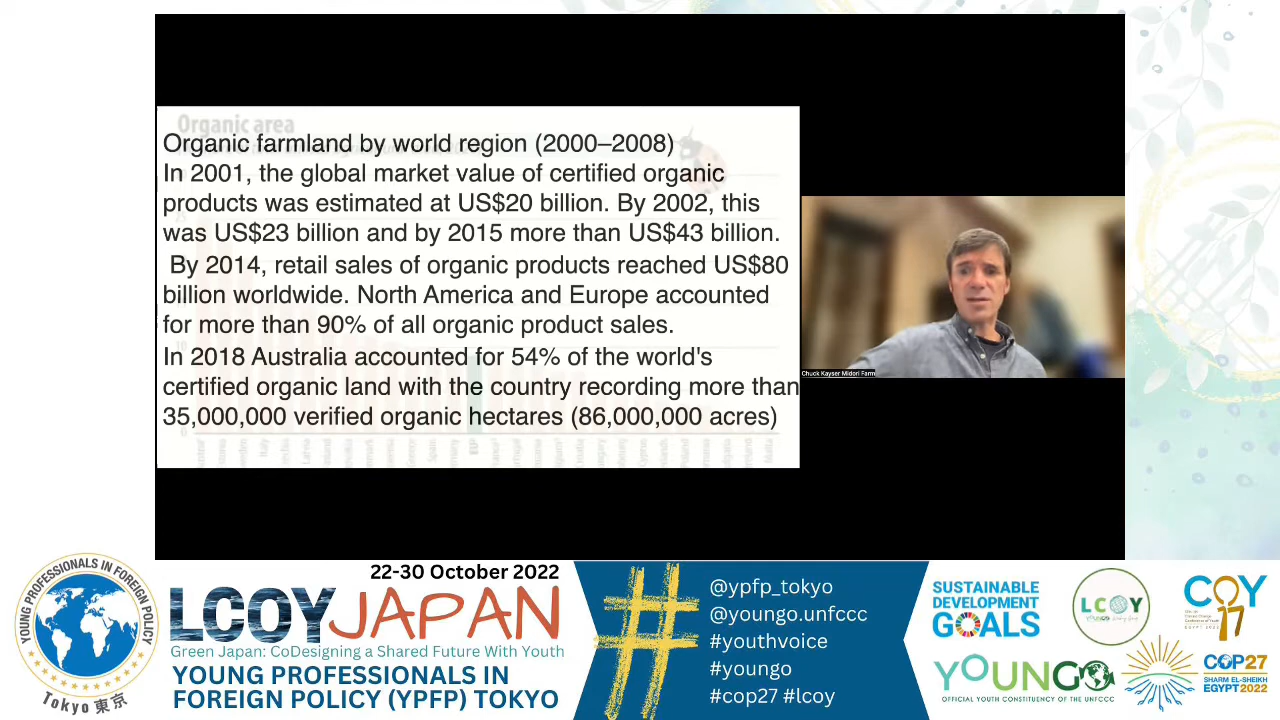 Organic area
Organic farmland by world region (2000–2008)
In 2001, the global market value of certified organic
products was estimated at US$20 billion. By 2002, this
was US$23 billion and by 2015 more than US$43 billion.
By 2014, retail sales of organic products reached US$80
billion worldwide. North America and Europe accounted
for more than 90% of all organic product sales.
In 2018 Australia accounted for 54% of the world's
certified organic land with the country recording more than
35,000,000 verified organic hectares (86,000,000 acres)
Chuck Kayser Midori Farm
YOUNG PROFESSIONALS IN FOREIGN POLICY
Tokyo 東京
22-30 October 2022
LCOY JAPAN
Green Japan: CoDesigning a Shared Future With Youth
YOUNG PROFESSIONALS IN
FOREIGN POLICY (YPFP) TOKYO
#
@ypfp_tokyo
@youngo.unfccc
#youthvoice
#youngo
#cop27 #lcoy
SUSTAINABLE
DEVELOPMENT
GOALS
LCOY
COY
17
YOUNGO
OFFICIAL YOUTH CONSTITUENCY OF THE UNFCCC
COP27
SHARM EL-SHEIKH
EGYPT2022